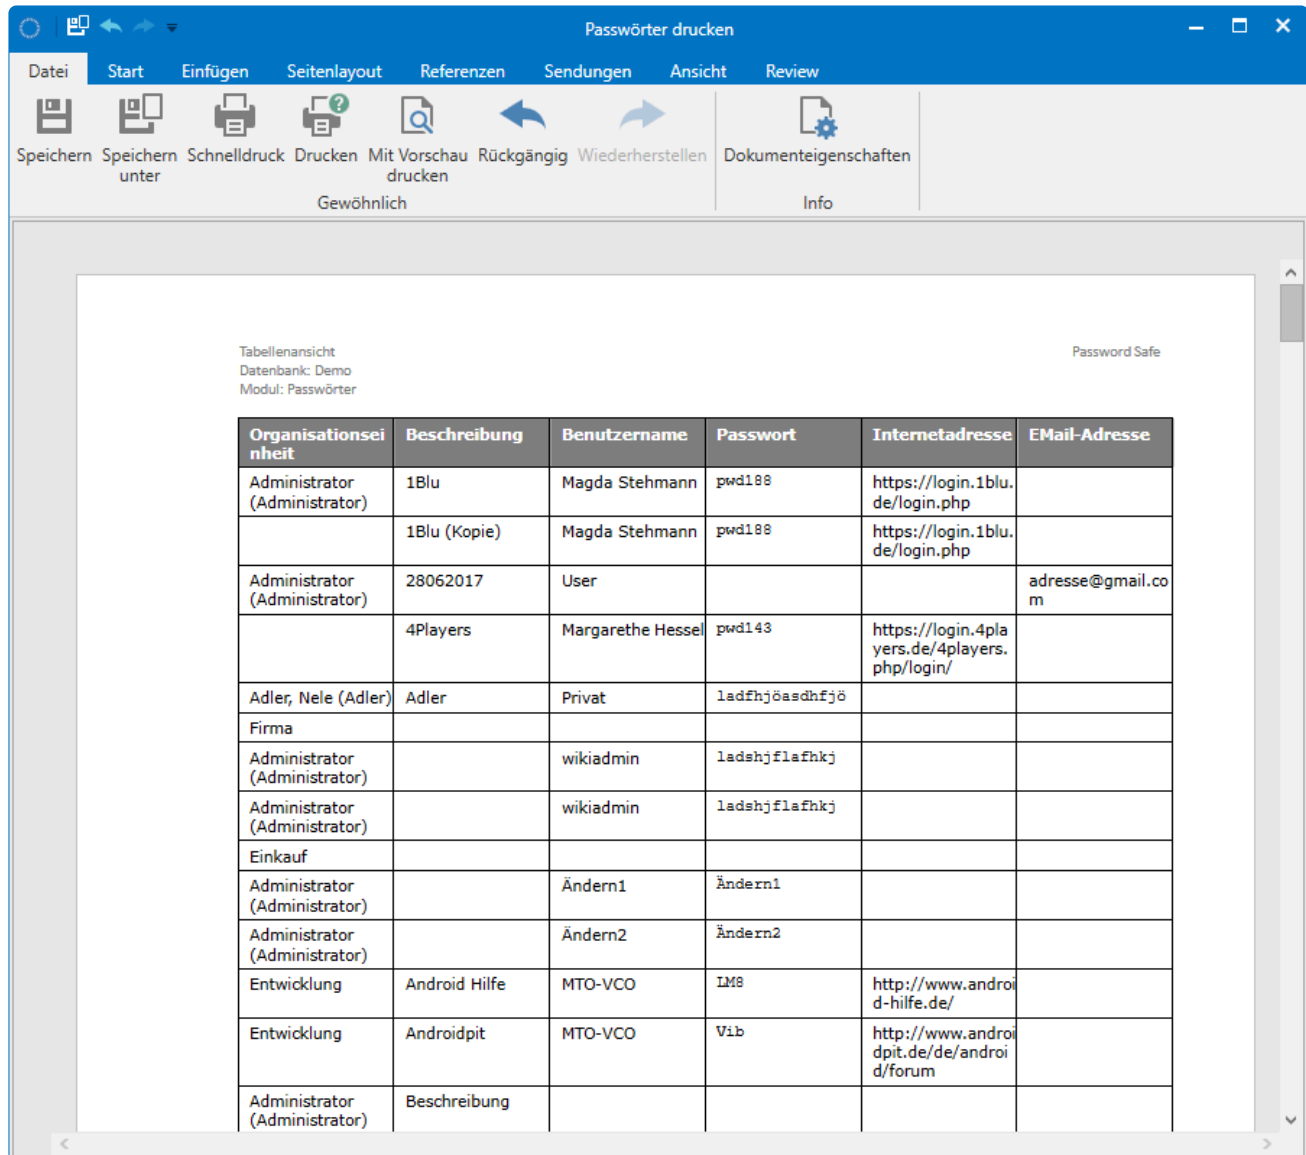 Passwörter drucken
Datei Start Einfügen Seitenlayout Referenzen Sendungen Ansicht Review
Speichern Speichern unter Schnelldruck Drucken Mit Vorschau drucken Rückgängig Wiederherstellen Dokumenteigenschaften
Gewöhnlich Info
Tabellenansicht Password Safe
Datenbank: Demo
Modul: Passwörter
Organisationsei Beschreibung Benutzername Passwort Internetadresse EMail-Adresse
nheit
Administrator 1Blu Magda Stehmann pwd188 https://login.1blu.
(Administrator) de/login.php
1Blu (Kopie) Magda Stehmann pwd188 https://login.1blu.
de/login.php
Administrator 28062017 User adresse@gmail.co
(Administrator) m
4Players Margarethe Hessel pwd143 https://login.4pla
yers.de/4players.
php/login/
Adler, Nele (Adler) Adler Privat ladfhjöasdhfjö
Firma
Administrator wikiadmin ladshjflafhkj
(Administrator)
Administrator wikiadmin ladshjflafhkj
(Administrator)
Einkauf
Administrator Ändern1 Ändern1
(Administrator)
Administrator Ändern2 Ändern2
(Administrator)
Entwicklung Android Hilfe MTO-VCO LM8 http://www.androi
d-hilfe.de/
Entwicklung Androidpit MTO-VCO Vib http://www.androi
dpit.de/de/androi
d/forum
Administrator Beschreibung
(Administrator)